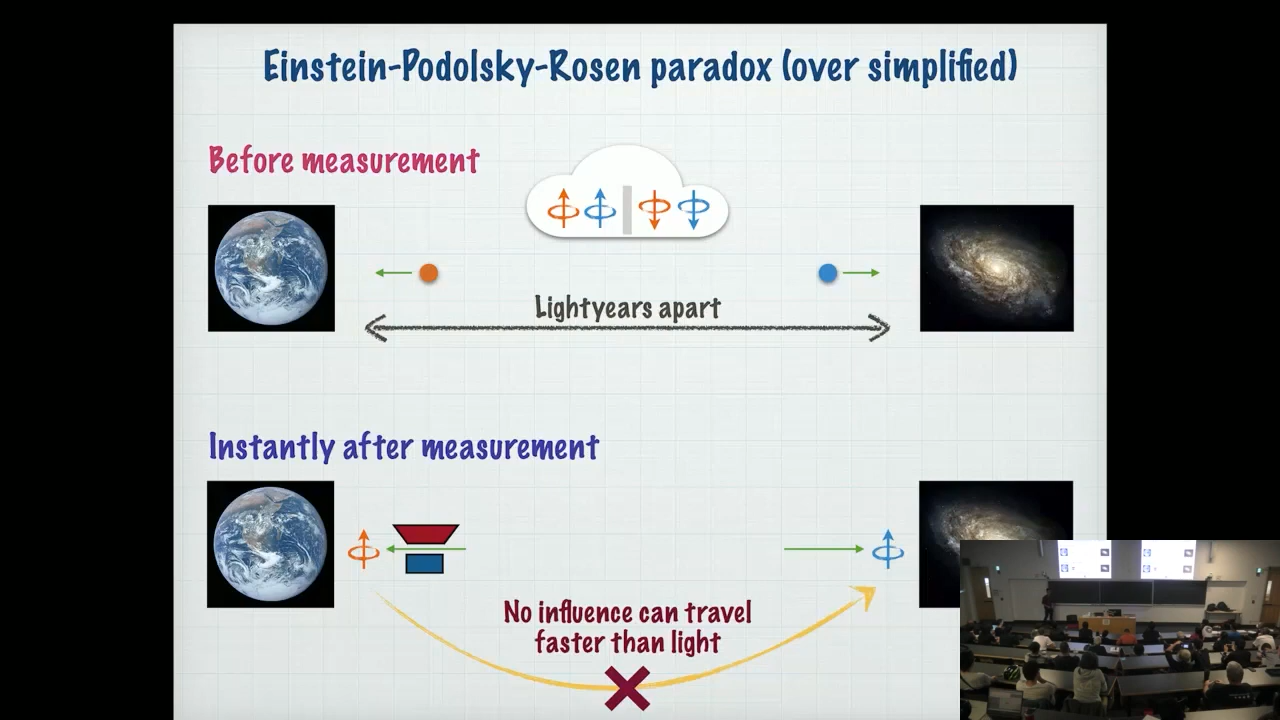 Einstein-Podolsky-Rosen paradox (over simplified)
Before measurement
Lightyears apart
Instantly after measurement
No influence can travel
faster than light